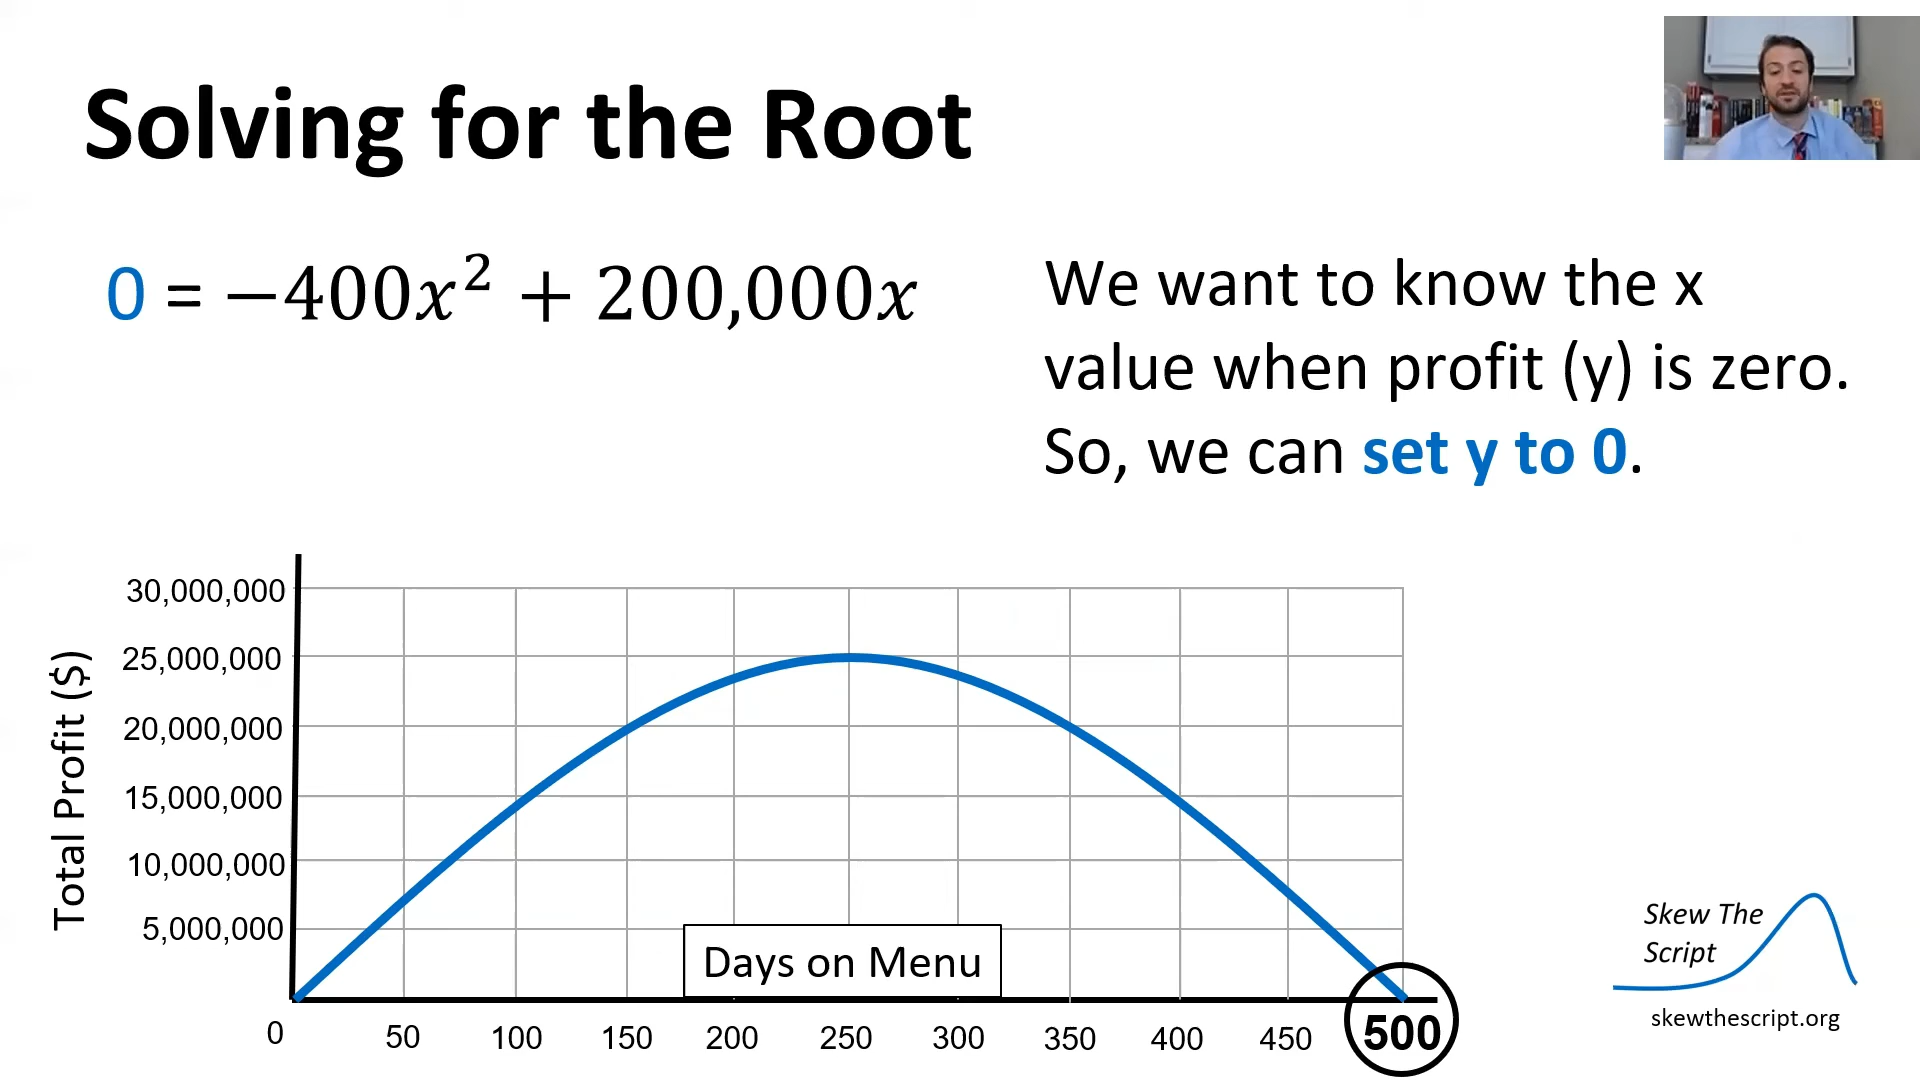 Solving for the Root
0 = −400x² + 200,000x
We want to know the x
value when profit (y) is zero.
So, we can set y to 0.
Total Profit ($)
30,000,000
25,000,000
20,000,000
15,000,000
10,000,000
5,000,000
Days on Menu
0 50 100 150 200 250 300 350 400 450 500
Skew The
Script
skewthescript.org